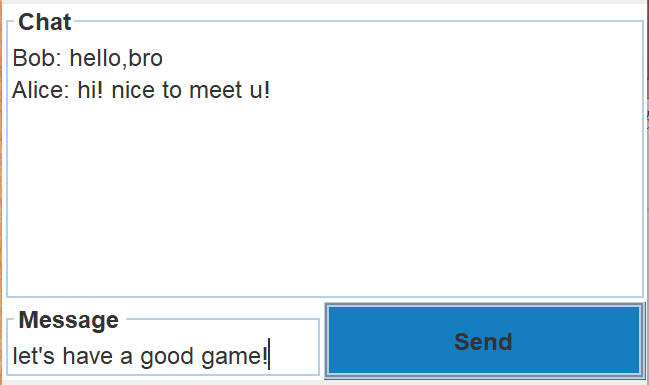 Chat
Bob: hello,bro
Alice: hi! nice to meet u!
Message
let's have a good game!
Send